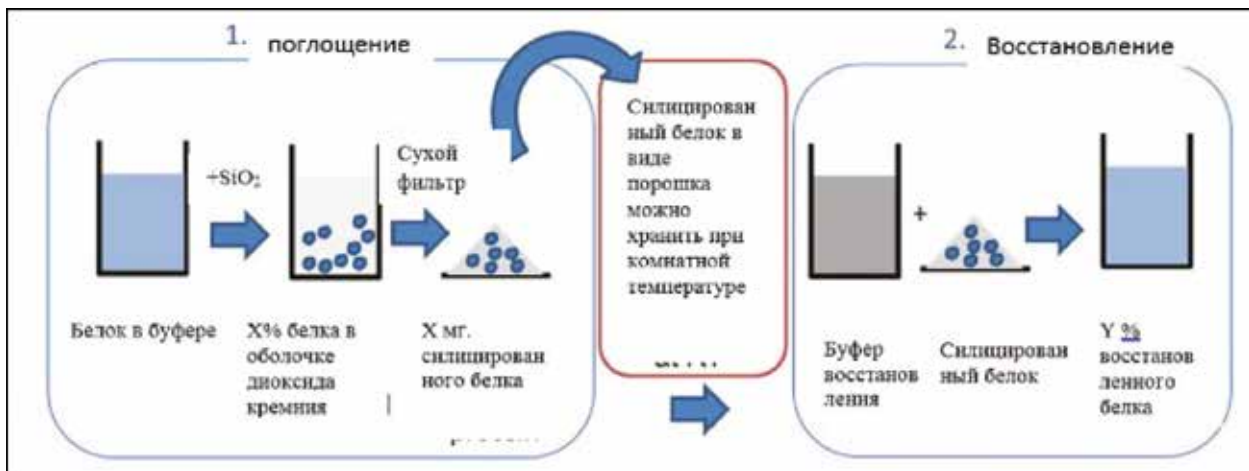 1. поглощение
+SiO₂
Сухой
фильтр
Белок в буфере
X% белка в
оболочке
диоксида
кремния
X мг.
силицирован
ного белка
Силицирован
ный белок в
виде
порошка
можно
хранить при
комнатной
температуре
2. Восстановление
+
Буфер
восстанов
ления
Силицирован
ный белок
Y %
восстанов
ленного
белка